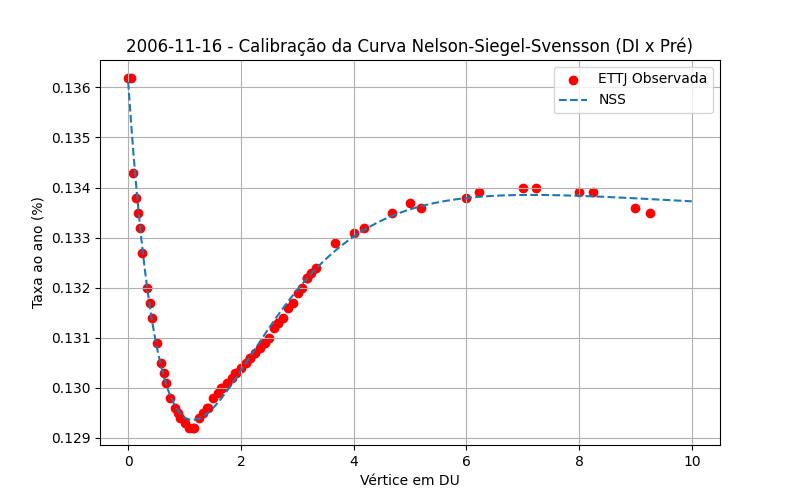 2006-11-16 - Calibração da Curva Nelson-Siegel-Svensson (DI x Pré)
ETTJ Observada
NSS
Taxa ao ano (%)
0.136
0.135
0.134
0.133
0.132
0.131
0.130
0.129
0 2 4 6 8 10
Vértice em DU